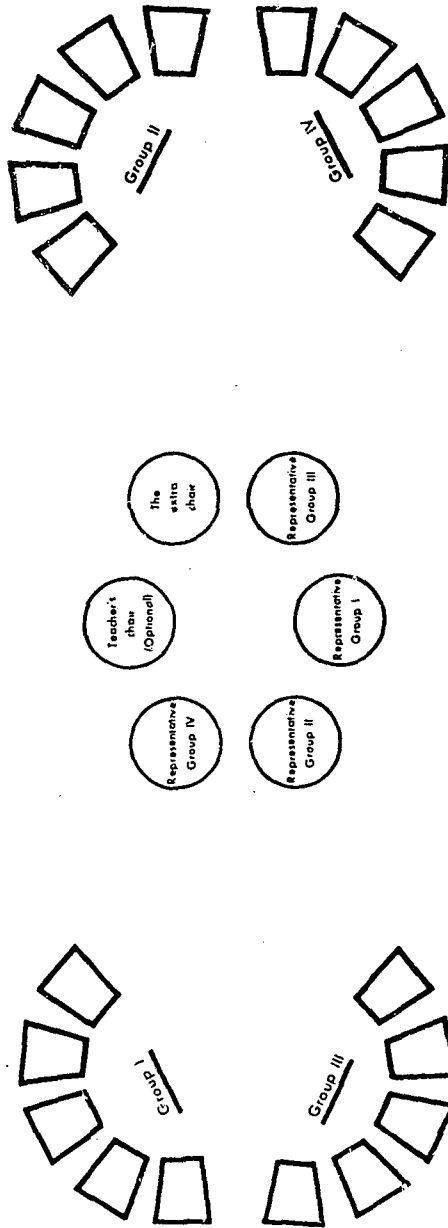 Group I
Group II
Teacher's
chair
(Optional)
Representative
Group IV
The
extra
chair
Representative
Group II
Representative
Group III
Representative
Group I
Group III
Group IV